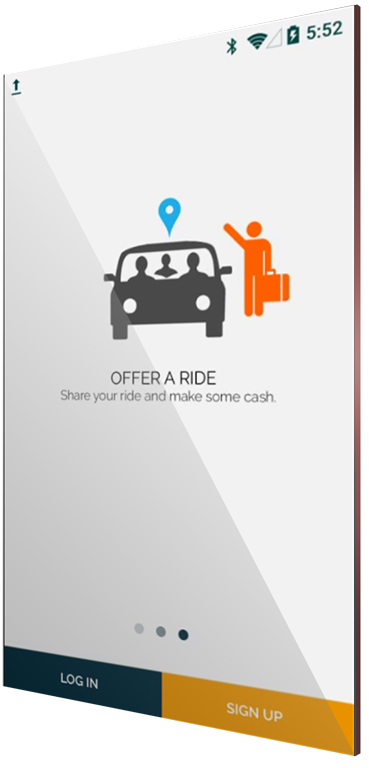 5:52
OFFER A RIDE
Share your ride and make some cash.
LOG IN
SIGN UP